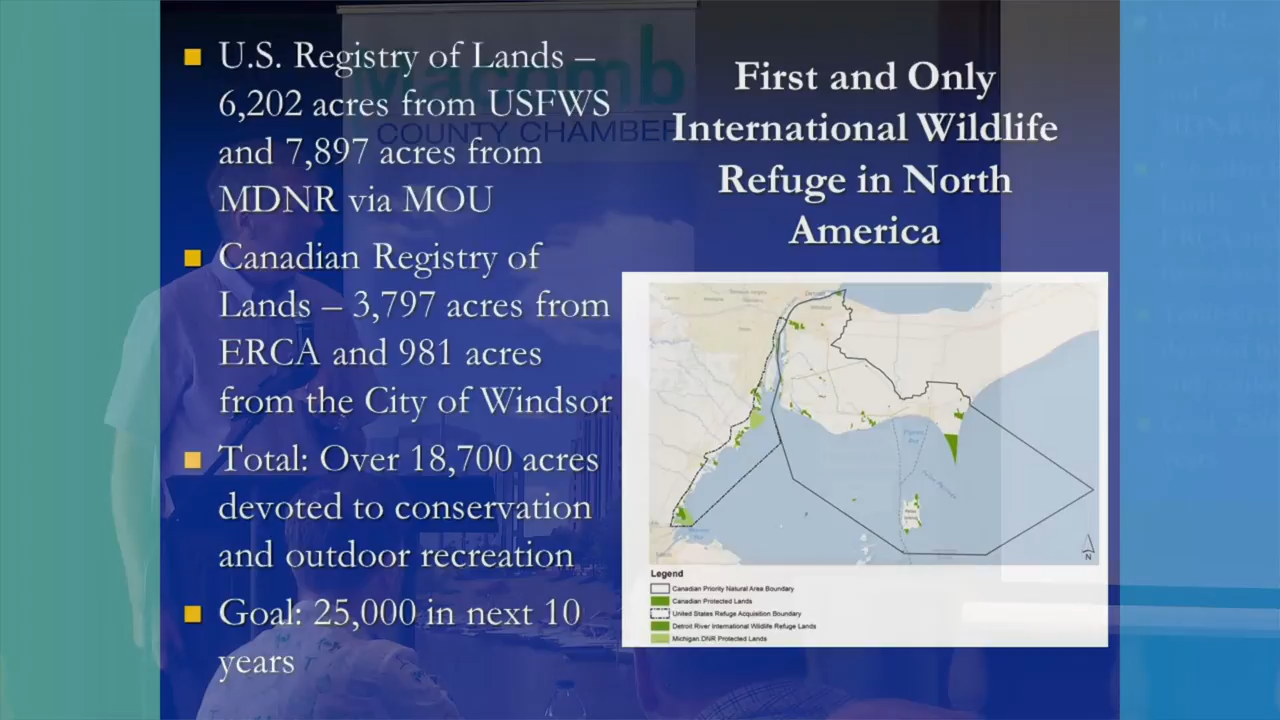 U.S. Registry of Lands –
6,202 acres from USFWS
and 7,897 acres from
MDNR via MOU
Canadian Registry of
Lands – 3,797 acres from
ERCA and 981 acres
from the City of Windsor
Total: Over 18,700 acres
devoted to conservation
and outdoor recreation
Goal: 25,000 in next 10
years
First and Only
International Wildlife
Refuge in North
America
Macomb
COUNTY CHAMBER
Detroit
N
Legend
Canadian Priority Natural Area Boundary
Canadian Protected Lands
United States Refuge Acquisition Boundary
Detroit River International Wildlife Refuge Lands
Michigan DNR Protected Lands